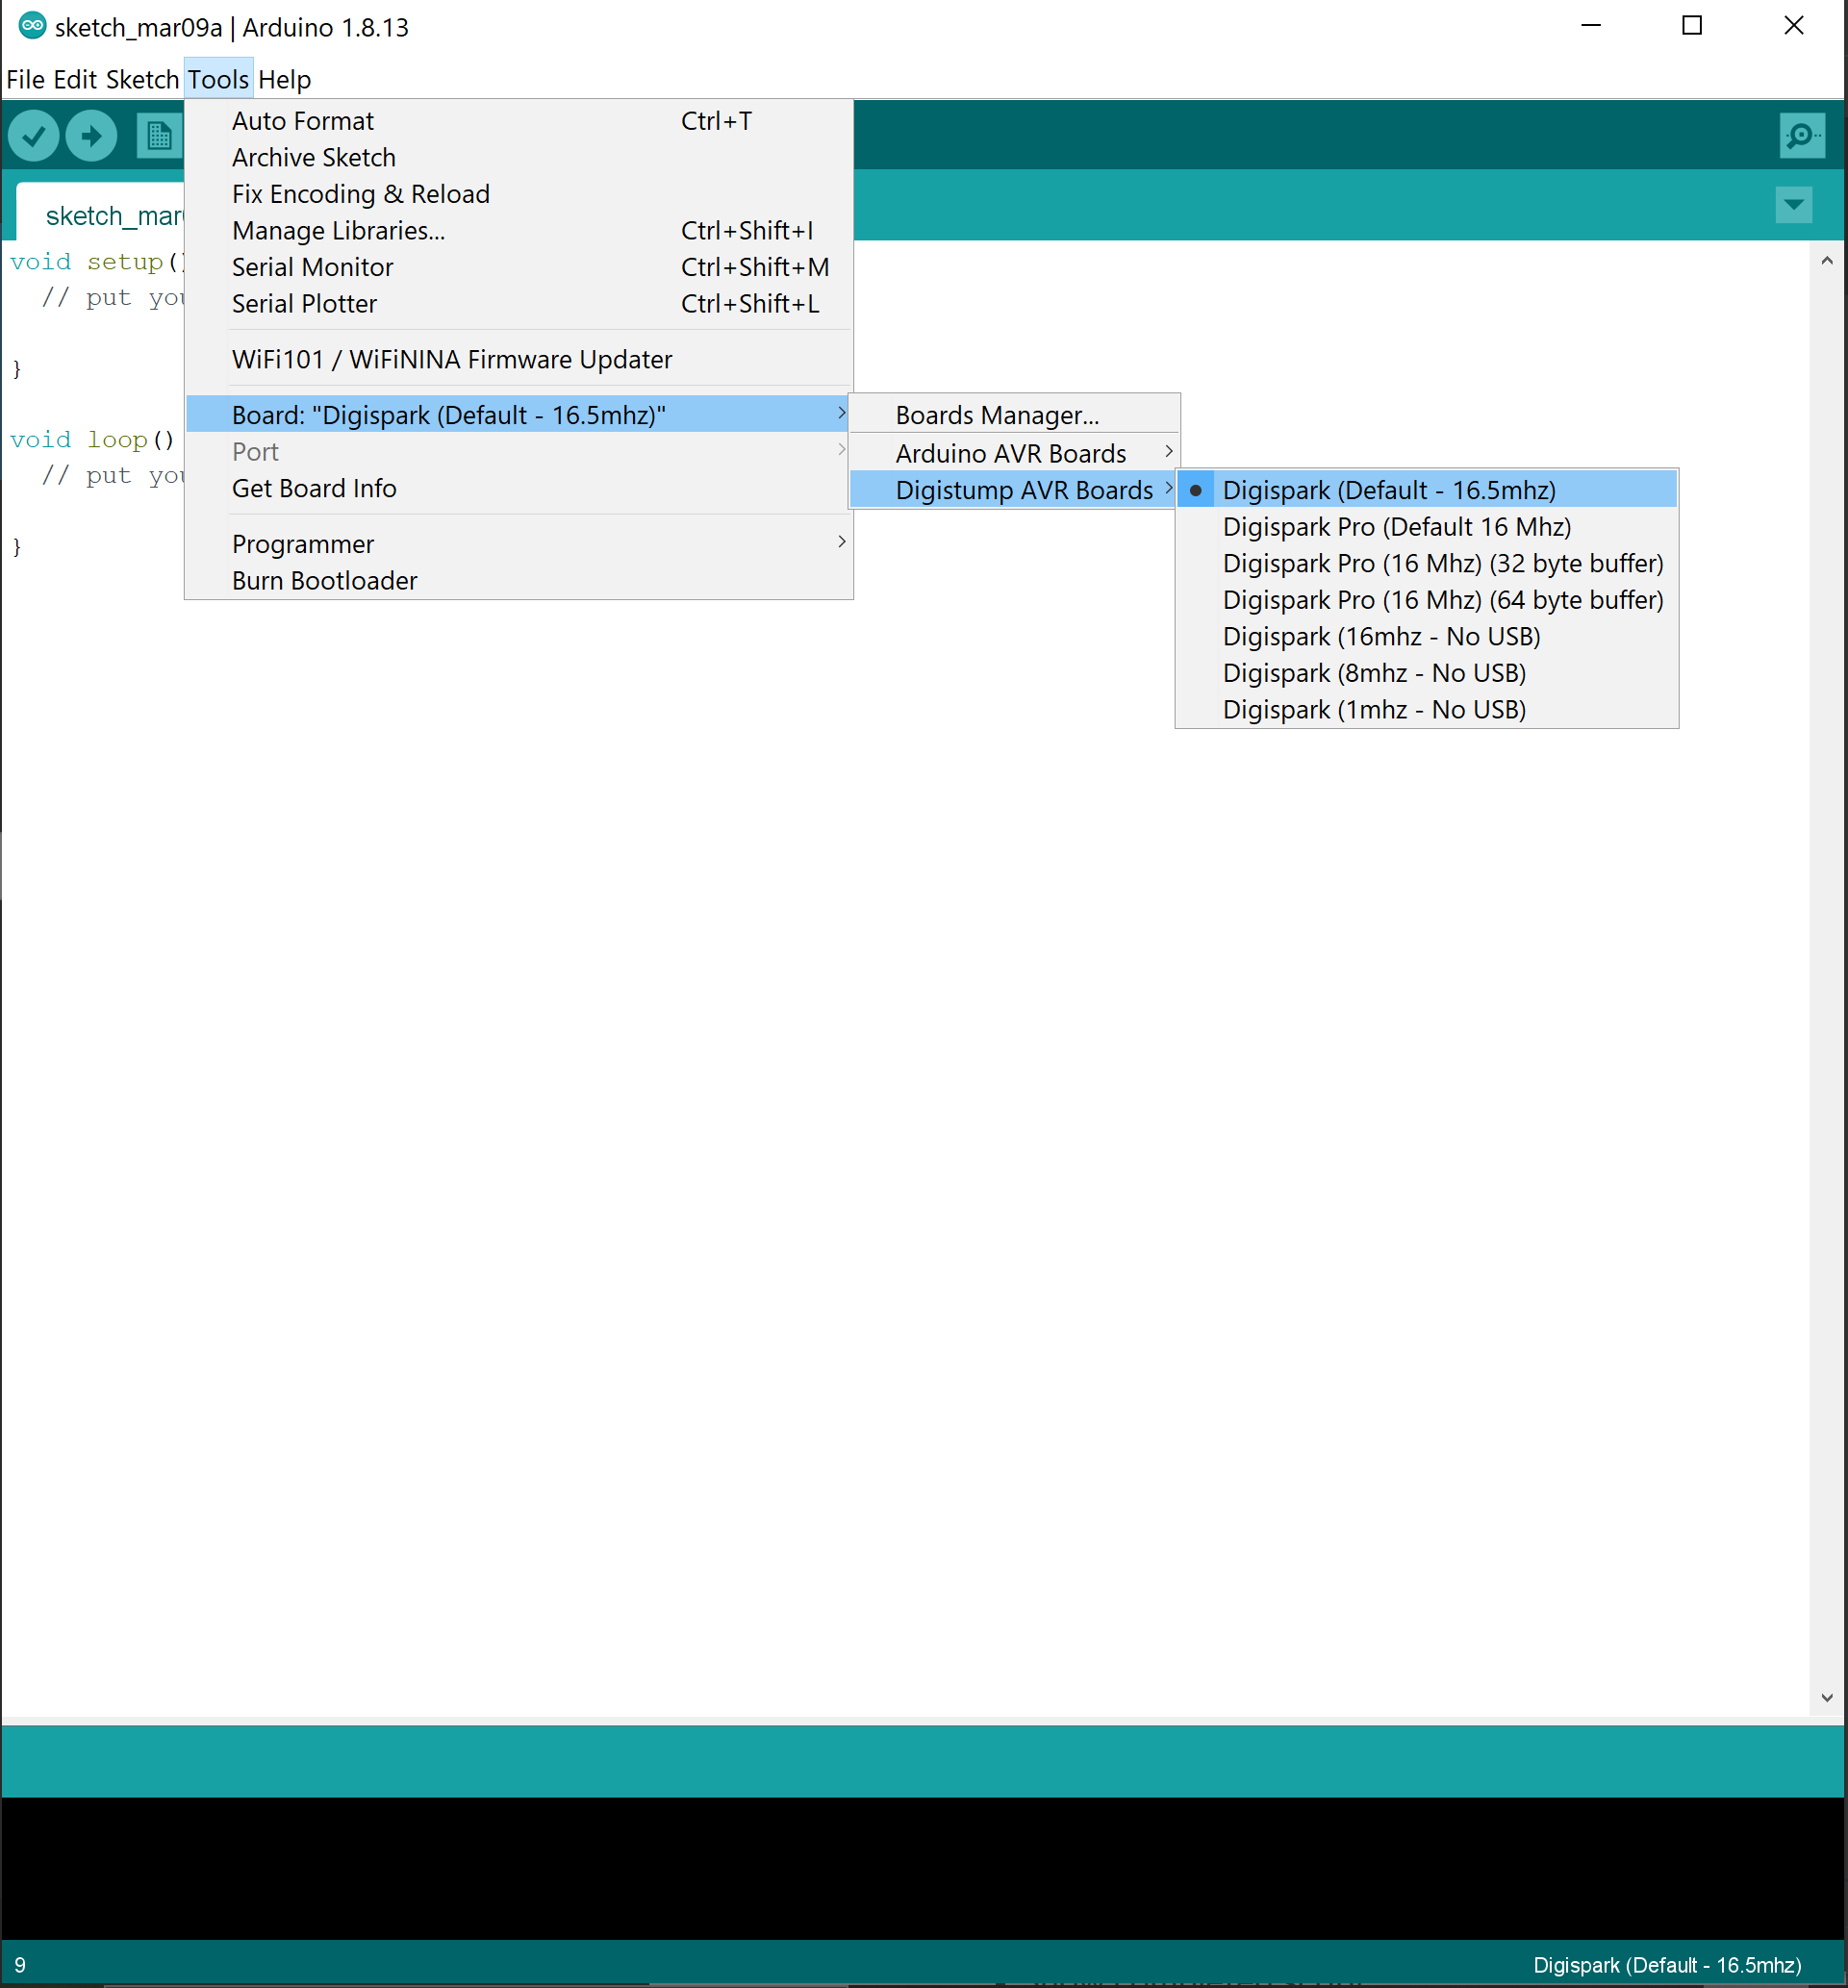 sketch_mar09a | Arduino 1.8.13
File Edit Sketch Tools Help
Auto Format Ctrl+T
Archive Sketch
Fix Encoding & Reload
Manage Libraries... Ctrl+Shift+I
Serial Monitor Ctrl+Shift+M
Serial Plotter Ctrl+Shift+L
WiFi101 / WiFiNINA Firmware Updater
Board: "Digispark (Default - 16.5mhz)"
Port
Get Board Info
Programmer
Burn Bootloader
Boards Manager...
Arduino AVR Boards
Digistump AVR Boards
Digispark (Default - 16.5mhz)
Digispark Pro (Default 16 Mhz)
Digispark Pro (16 Mhz) (32 byte buffer)
Digispark Pro (16 Mhz) (64 byte buffer)
Digispark (16mhz - No USB)
Digispark (8mhz - No USB)
Digispark (1mhz - No USB)
sketch_mar
void setup()
// put you
}
void loop()
// put you
}
9
Digispark (Default - 16.5mhz)